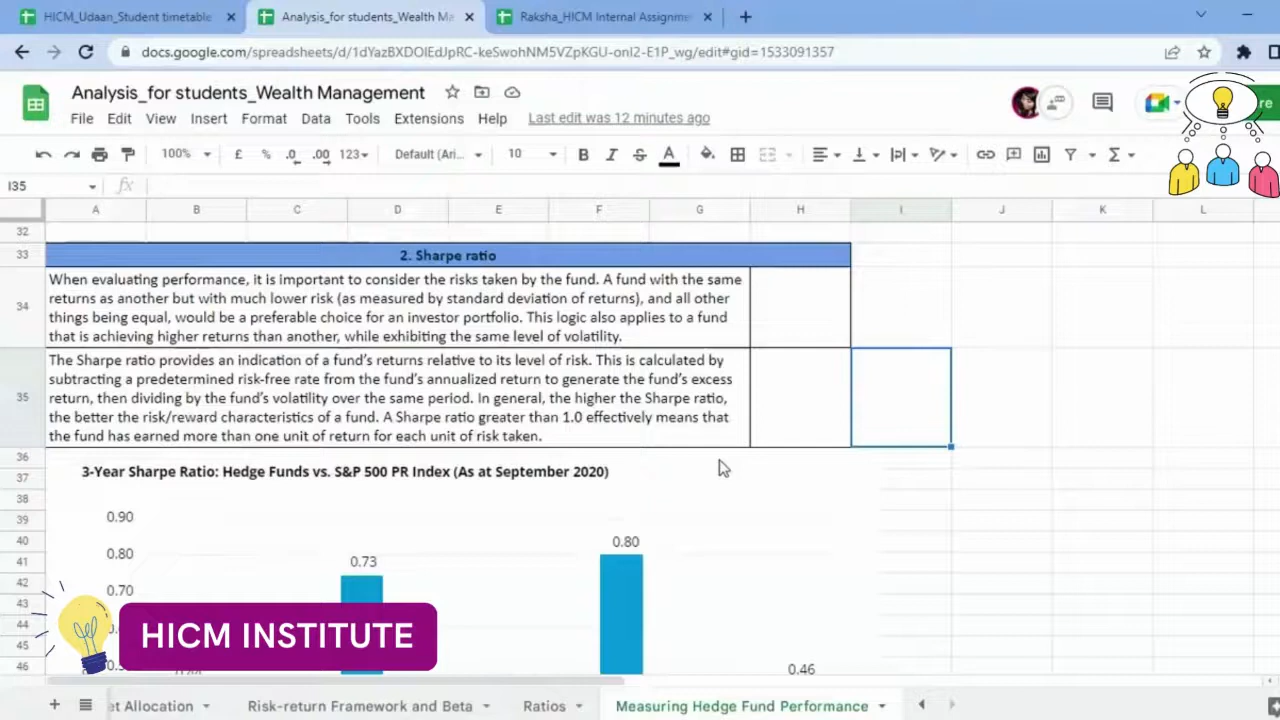 HICM_Udaan_Student timetable
Analysis_for students_Wealth Ma
Raksha_HICM Internal Assignme
docs.google.com/spreadsheets/d/1dYazBXDOlEdJpRC-keSwohNM5VZpKGU-onI2-E1P_wg/edit#gid=1533091357
Analysis_for students_Wealth Management
File Edit View Insert Format Data Tools Extensions Help Last edit was 12 minutes ago
100% £ % .0 .00 123 Default (Ari... 10 B I S A
I35 fx
A B C D E F G H I J K L
32
33 2. Sharpe ratio
When evaluating performance, it is important to consider the risks taken by the fund. A fund with the same
returns as another but with much lower risk (as measured by standard deviation of returns), and all other
34 things being equal, would be a preferable choice for an investor portfolio. This logic also applies to a fund
that is achieving higher returns than another, while exhibiting the same level of volatility.
The Sharpe ratio provides an indication of a fund's returns relative to its level of risk. This is calculated by
subtracting a predetermined risk-free rate from the fund's annualized return to generate the fund's excess
35 return, then dividing by the fund's volatility over the same period. In general, the higher the Sharpe ratio,
the better the risk/reward characteristics of a fund. A Sharpe ratio greater than 1.0 effectively means that
the fund has earned more than one unit of return for each unit of risk taken.
36
37 3-Year Sharpe Ratio: Hedge Funds vs. S&P 500 PR Index (As at September 2020)
38
39 0.90
40 0.80
41 0.80 0.73
42 0.70
43
44
45
46 0.46
HICM INSTITUTE
et Allocation Risk-return Framework and Beta Ratios Measuring Hedge Fund Performance